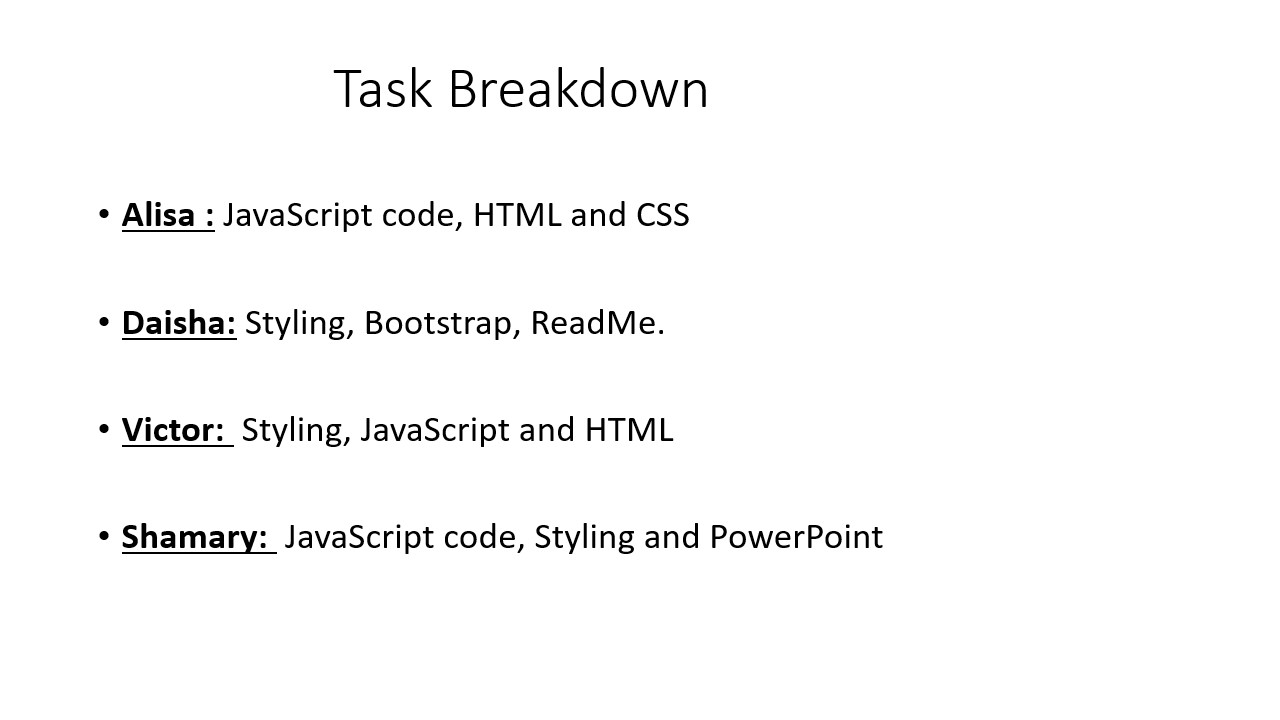 Task Breakdown
• Alisa : JavaScript code, HTML and CSS
• Daisha: Styling, Bootstrap, ReadMe.
• Victor:  Styling, JavaScript and HTML
• Shamary:  JavaScript code, Styling and PowerPoint